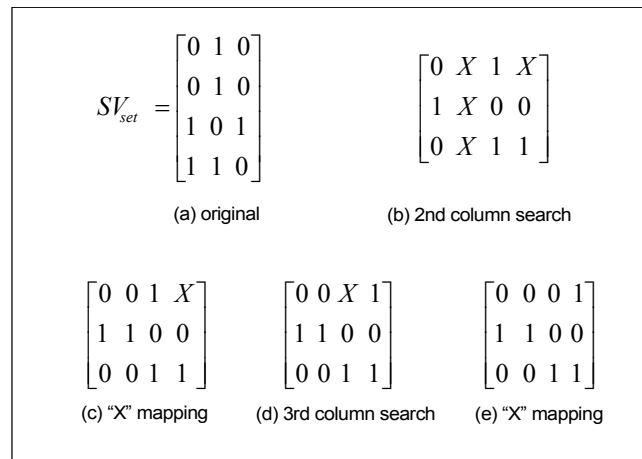 SV_set = [0 1 0
0 1 0
1 0 1
1 1 0]
(a) original
[0 X 1 X
1 X 0 0
0 X 1 1]
(b) 2nd column search
[0 0 1 X
1 1 0 0
0 0 1 1]
(c) “X” mapping
[0 0 X 1
1 1 0 0
0 0 1 1]
(d) 3rd column search
[0 0 0 1
1 1 0 0
0 0 1 1]
(e) “X” mapping